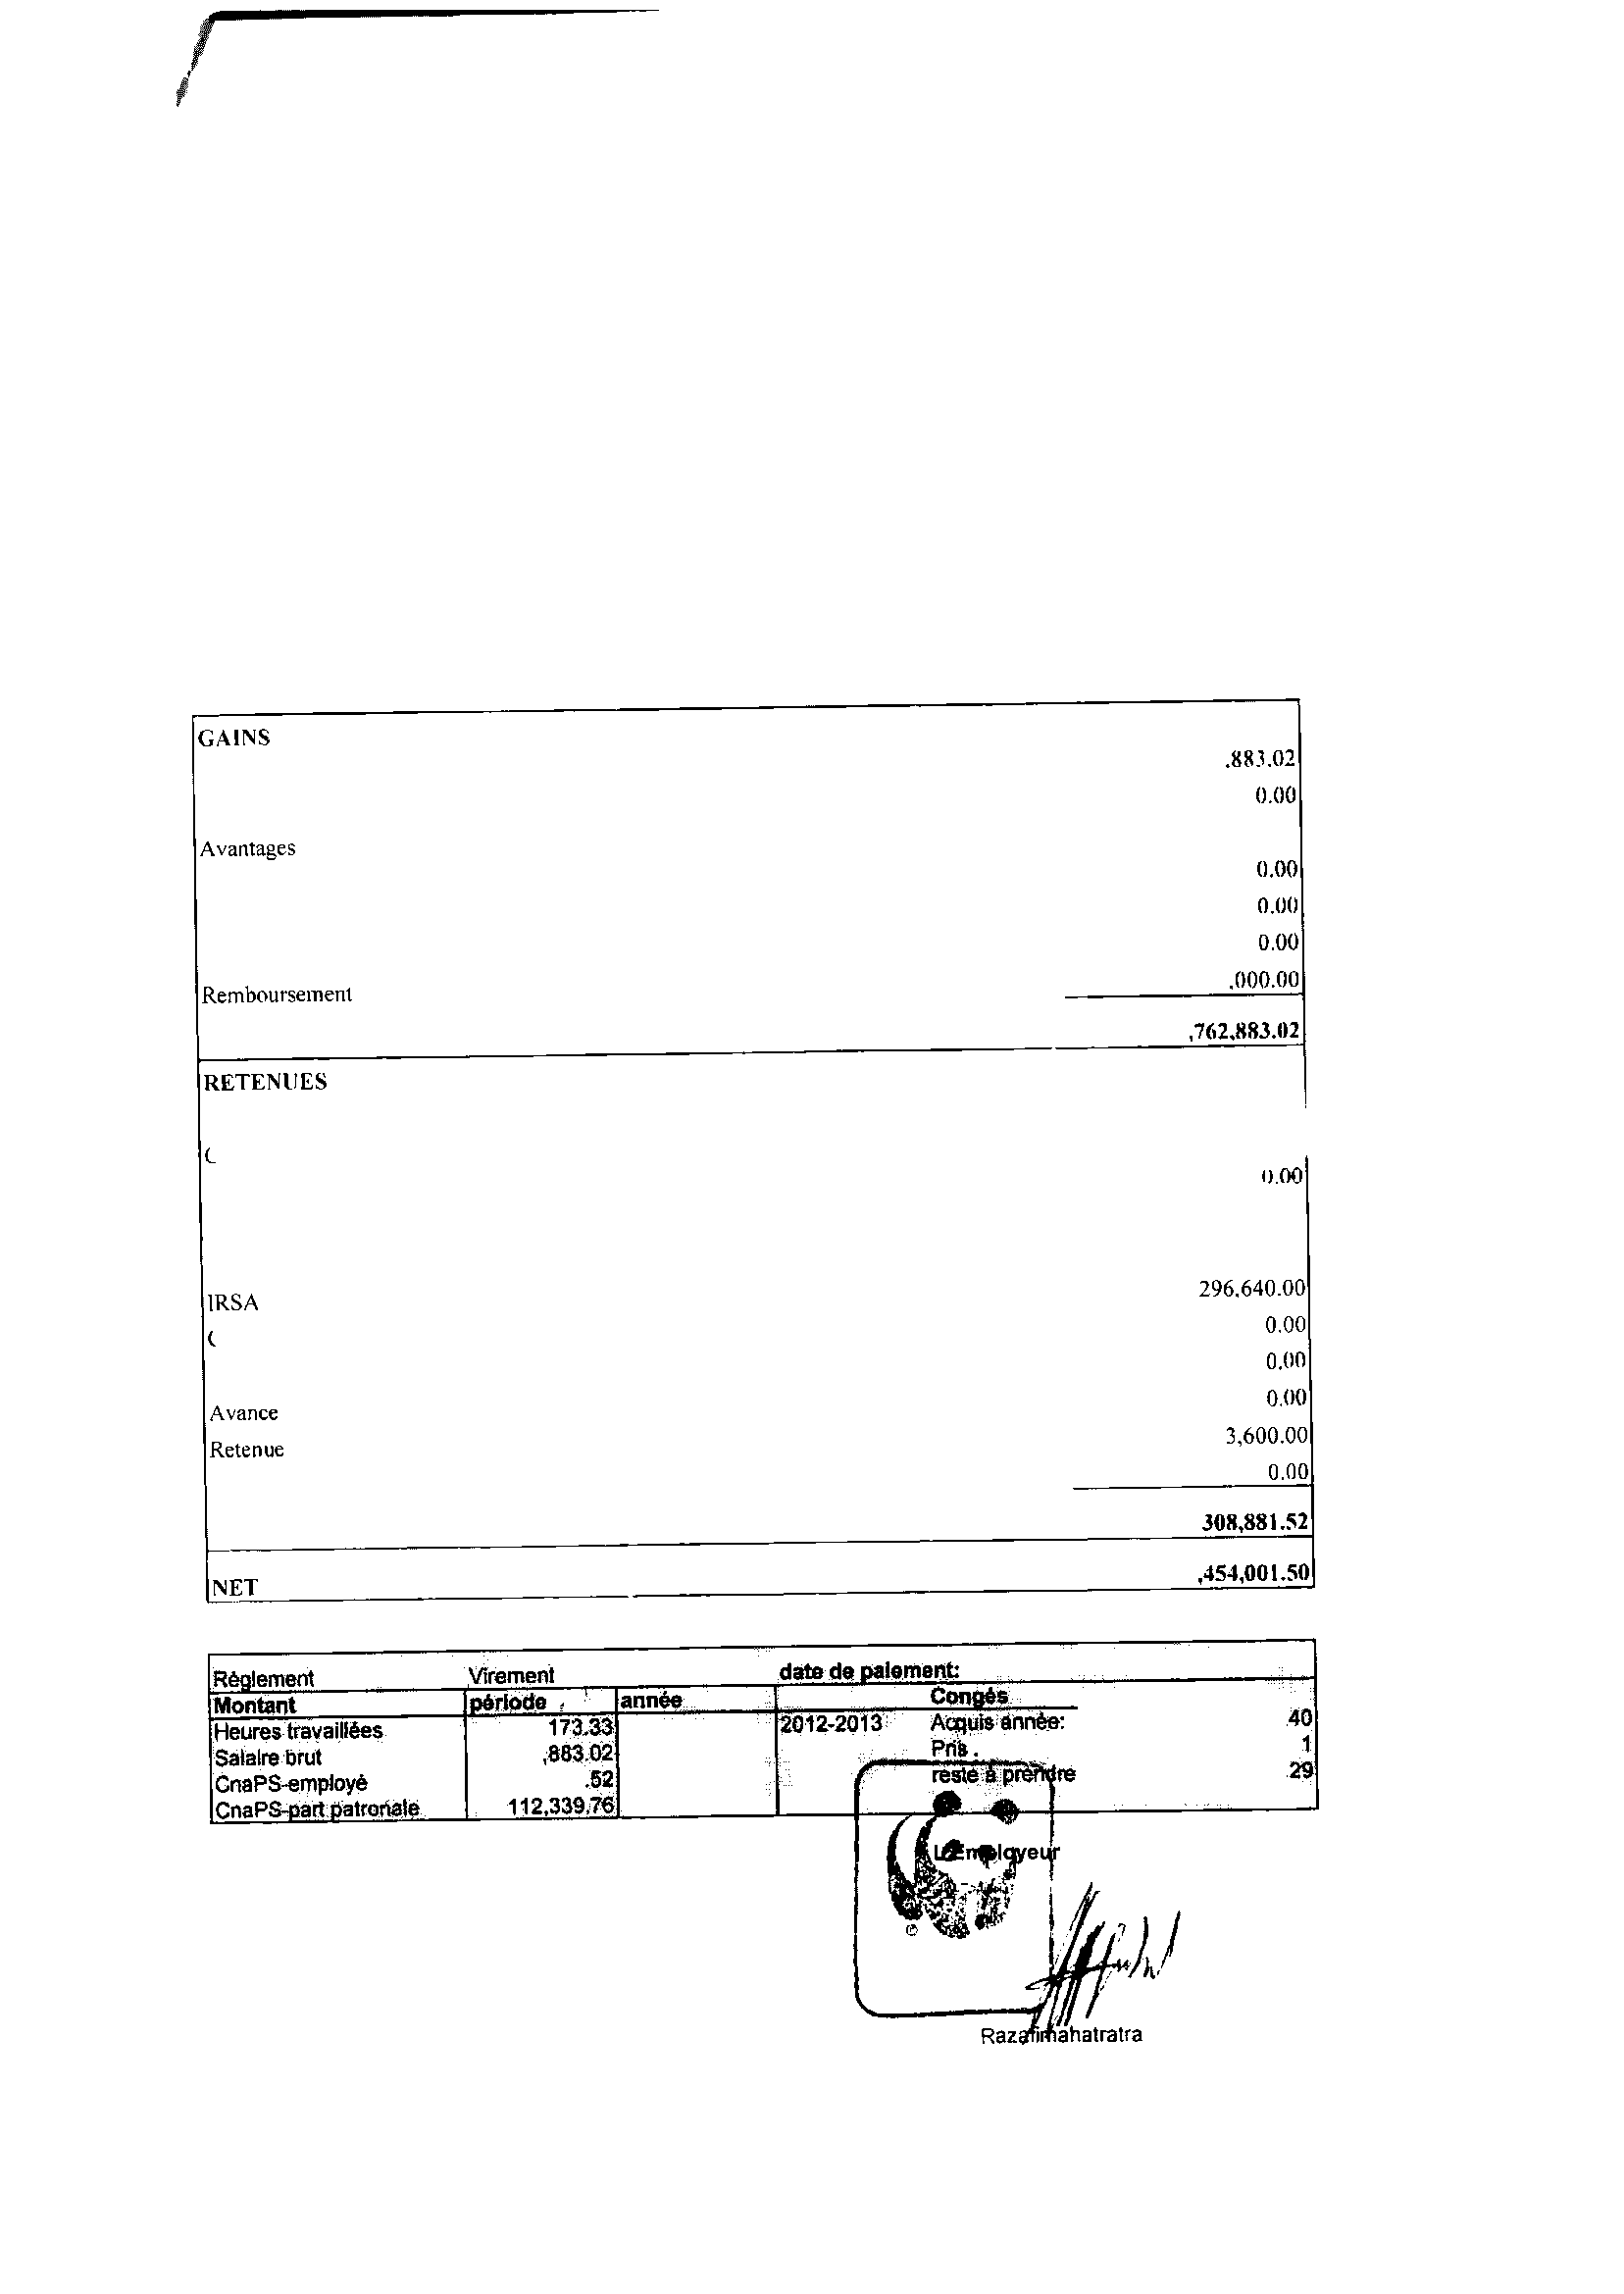 GAINS
.883.02
0.00
Avantages
0.00
0.00
0.00
Remboursement .000.00
,762,883.02
RETENUES
(
0.00
IRSA 296,640.00
( 0.00
0.00
Avance 0.00
Retenue 3,600.00
0.00
308,881.52
NET ,454,001.50
Réglement Virement date de paiement:
Montant période année Congés
Heures travaillées 173.33 2012-2013 Acquis année: 40
Salaire brut ,883.02 Pris . 1
CnaPS-employé .52 reste à prendre 29
CnaPS-part patronale 112,339.76
L'Employeur
©
Razafimahatratra